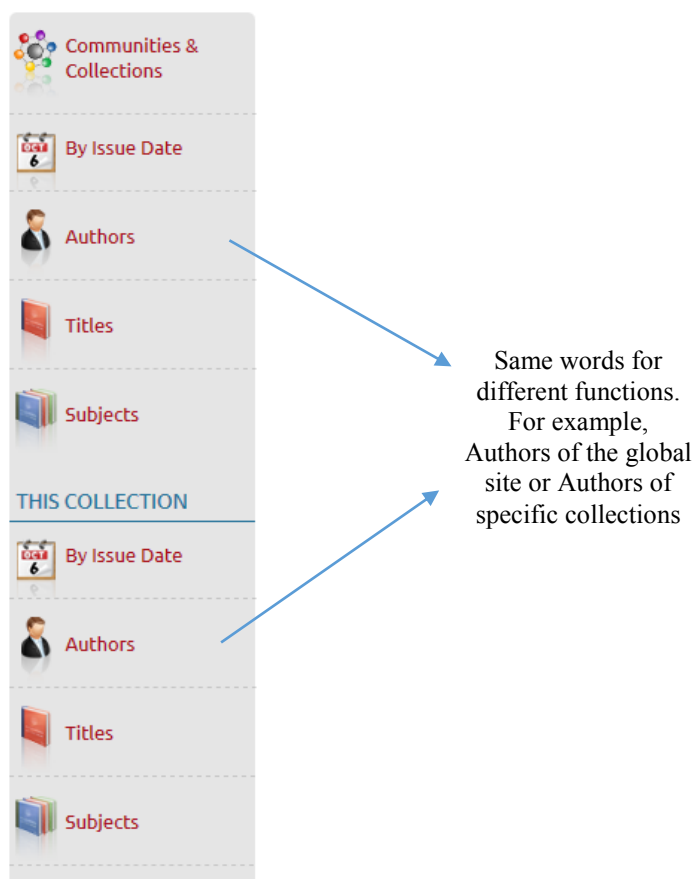 Communities &
Collections
OCT
6
By Issue Date
Authors
Titles
Subjects
THIS COLLECTION
OCT
6
By Issue Date
Authors
Titles
Subjects
Same words for
different functions.
For example,
Authors of the global
site or Authors of
specific collections